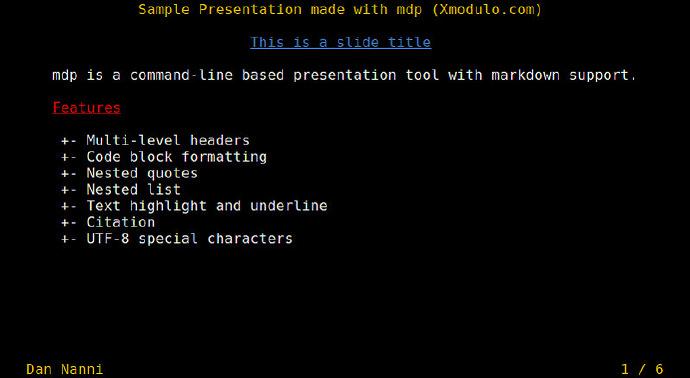 Sample Presentation made with mdp (Xmodulo.com)
This is a slide title
mdp is a command-line based presentation tool with markdown support.
Features
+- Multi-level headers
+- Code block formatting
+- Nested quotes
+- Nested list
+- Text highlight and underline
+- Citation
+- UTF-8 special characters
Dan Nanni 1 / 6